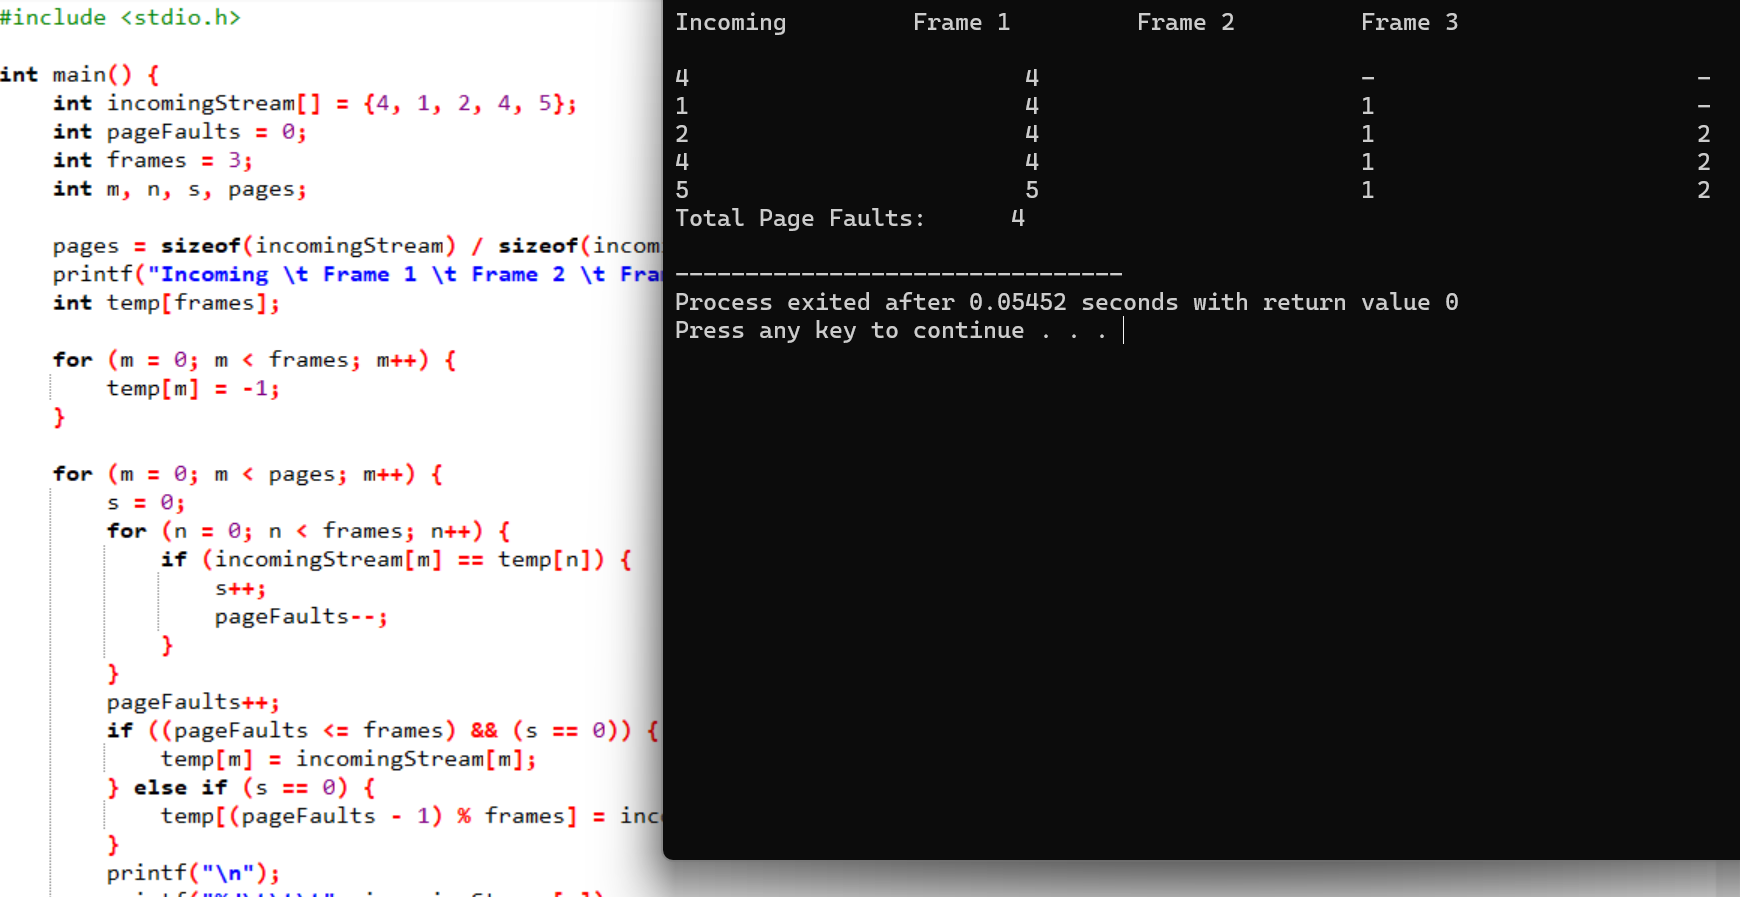 #include <stdio.h>
int main() {
int incomingStream[] = {4, 1, 2, 4, 5};
int pageFaults = 0;
int frames = 3;
int m, n, s, pages;
pages = sizeof(incomingStream) / sizeof(incom
printf("Incoming \t Frame 1 \t Frame 2 \t Fra
int temp[frames];
for (m = 0; m < frames; m++) {
temp[m] = -1;
}
for (m = 0; m < pages; m++) {
s = 0;
for (n = 0; n < frames; n++) {
if (incomingStream[m] == temp[n]) {
s++;
pageFaults--;
}
}
pageFaults++;
if ((pageFaults <= frames) && (s == 0)) {
temp[m] = incomingStream[m];
} else if (s == 0) {
temp[(pageFaults - 1) % frames] = inc
}
printf("\n");
Incoming Frame 1 Frame 2 Frame 3
4 4 - -
1 4 1 -
2 4 1 2
4 4 1 2
5 5 1 2
Total Page Faults: 4
--------------------------------
Process exited after 0.05452 seconds with return value 0
Press any key to continue . . .